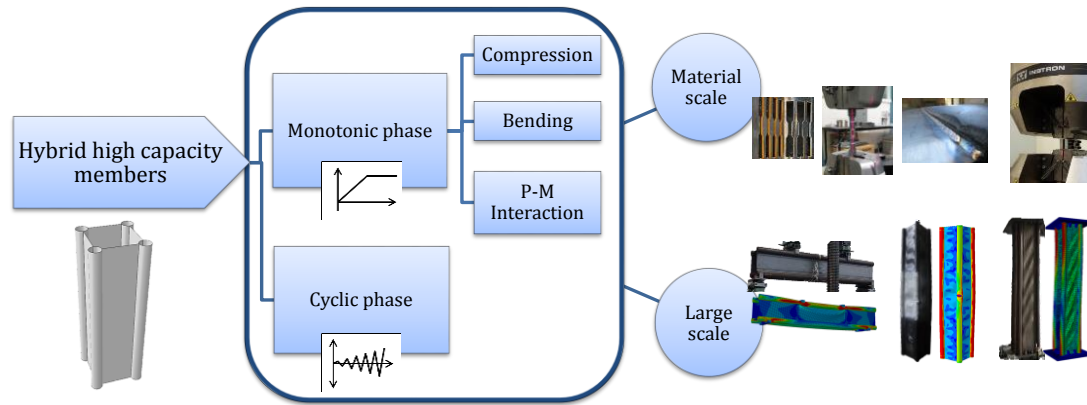 Hybrid high capacity
members
Monotonic phase
Cyclic phase
Compression
Bending
P-M
Interaction
Material
scale
Large
scale
INSTRON